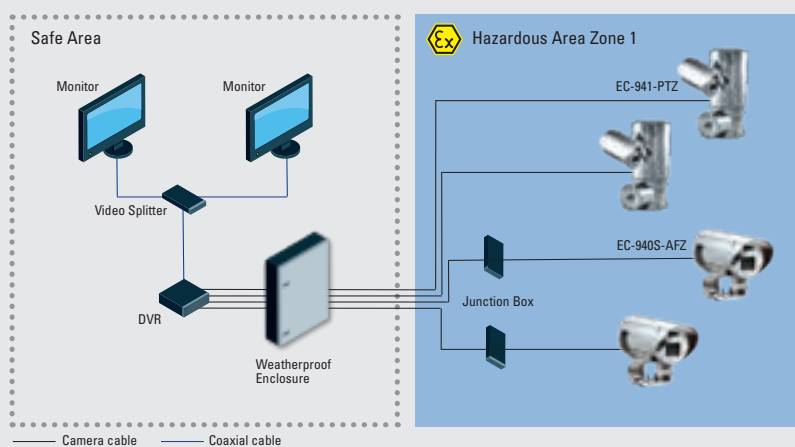 Safe Area
Ex
Hazardous Area Zone 1
Monitor
Monitor
EC-941-PTZ
Video Splitter
EC-940S-AFZ
DVR
Junction Box
Weatherproof
Enclosure
Camera cable
Coaxial cable